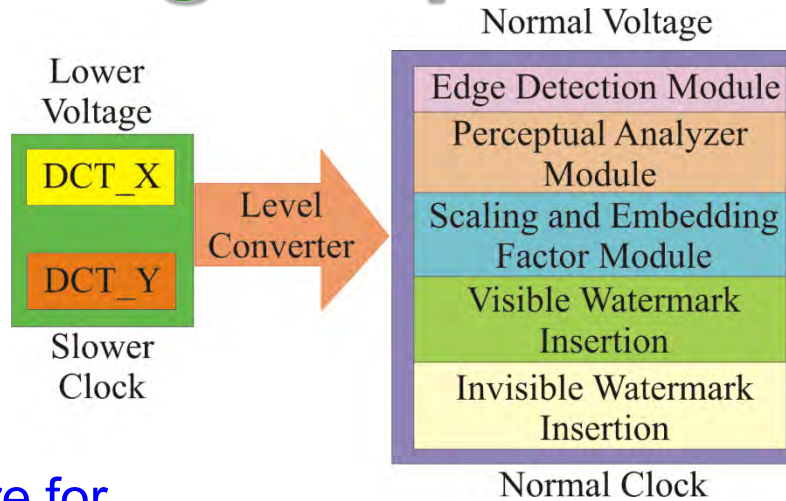 Lower
Voltage
DCT_X
DCT_Y
Slower
Clock
Level
Converter
Normal Voltage
Edge Detection Module
Perceptual Analyzer
Module
Scaling and Embedding
Factor Module
Visible Watermark
Insertion
Invisible Watermark
Insertion
Normal Clock
for